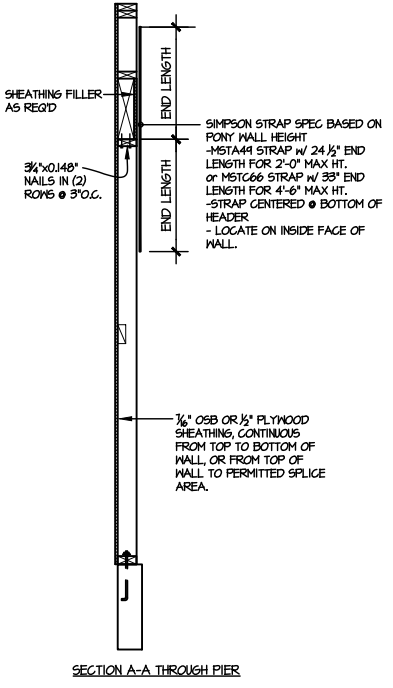 END LENGTH
SHEATHING FILLER
AS REQ'D
SIMPSON STRAP SPEC BASED ON
PONY WALL HEIGHT
-MSTA49 STRAP W/ 24 ½" END
LENGTH FOR 2'-0" MAX HT.
or MSTC66 STRAP W/ 33" END
LENGTH FOR 4'-6" MAX HT.
-STRAP CENTERED @ BOTTOM OF
HEADER
- LOCATE ON INSIDE FACE OF
WALL.
3¼"x0.148"
NAILS IN (2)
ROWS @ 3"O.C.
END LENGTH
7/16" OSB OR ½" PLYWOOD
SHEATHING, CONTINUOUS
FROM TOP TO BOTTOM OF
WALL, OR FROM TOP OF
WALL TO PERMITTED SPLICE
AREA.
SECTION A-A THROUGH PIER